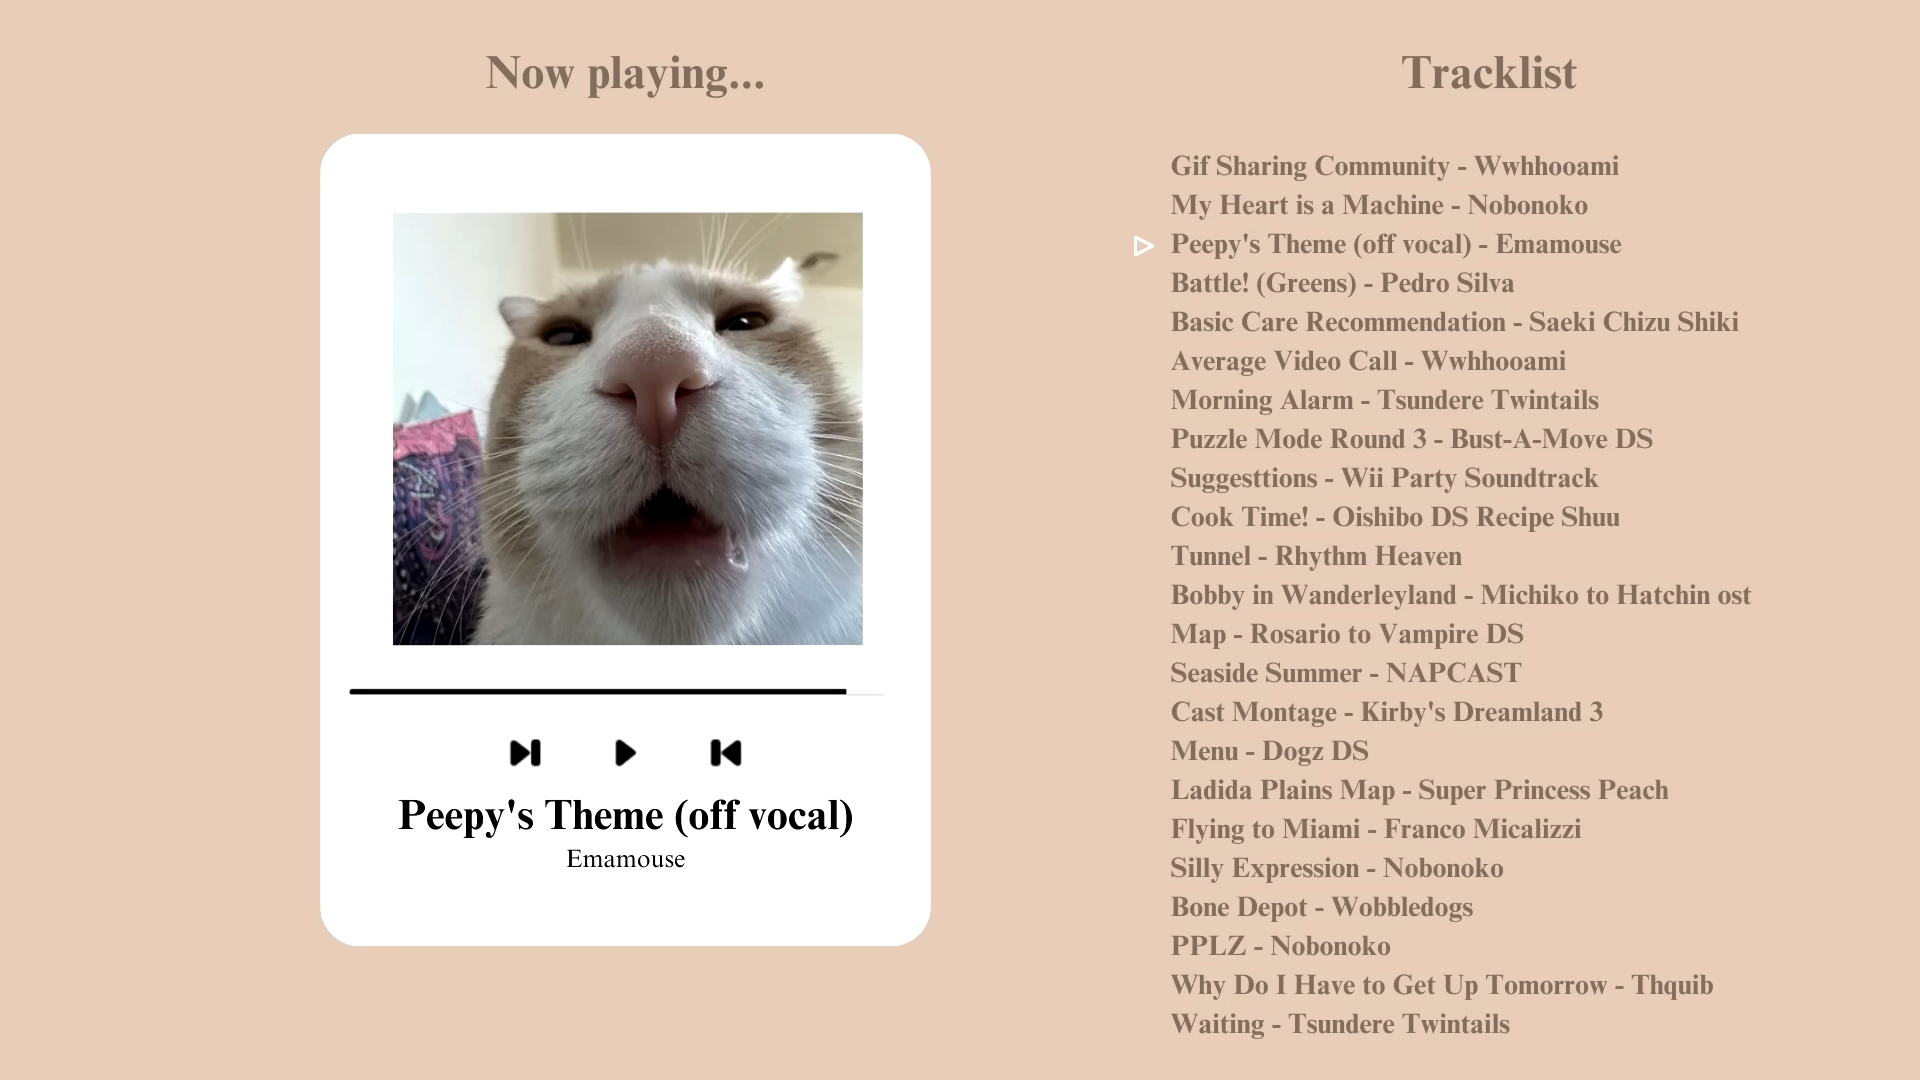 Now playing...
Peepy's Theme (off vocal)
Emamouse
Tracklist
Gif Sharing Community - Wwhhooami
My Heart is a Machine - Nobonoko
Peepy's Theme (off vocal) - Emamouse
Battle! (Greens) - Pedro Silva
Basic Care Recommendation - Saeki Chizu Shiki
Average Video Call - Wwhhooami
Morning Alarm - Tsundere Twintails
Puzzle Mode Round 3 - Bust-A-Move DS
Suggesttions - Wii Party Soundtrack
Cook Time! - Oishibo DS Recipe Shuu
Tunnel - Rhythm Heaven
Bobby in Wanderleyland - Michiko to Hatchin ost
Map - Rosario to Vampire DS
Seaside Summer - NAPCAST
Cast Montage - Kirby's Dreamland 3
Menu - Dogz DS
Ladida Plains Map - Super Princess Peach
Flying to Miami - Franco Micalizzi
Silly Expression - Nobonoko
Bone Depot - Wobbledogs
PPLZ - Nobonoko
Why Do I Have to Get Up Tomorrow - Thquib
Waiting - Tsundere Twintails